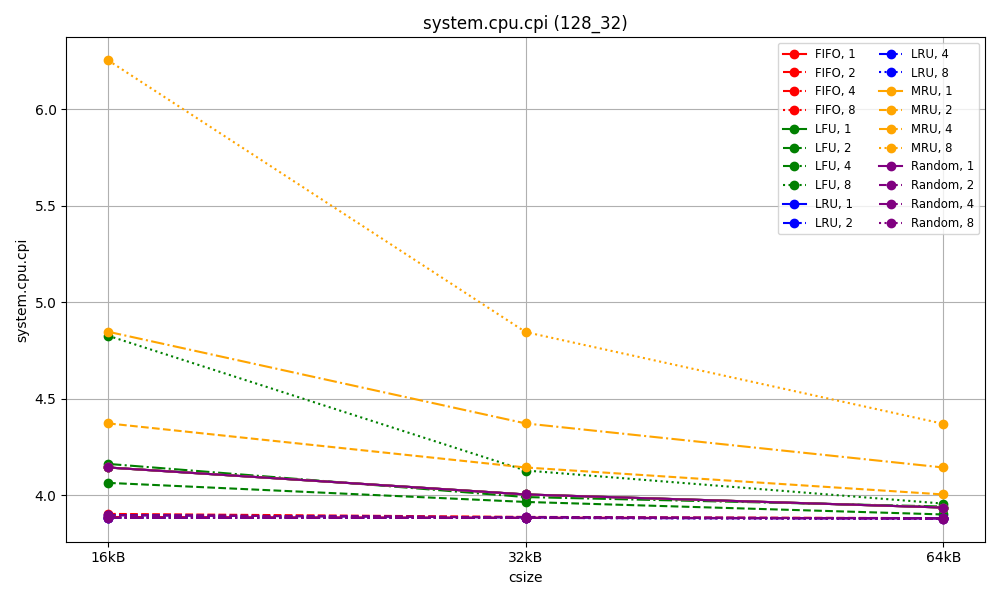 system.cpu.cpi (128_32)
system.cpu.cpi
6.0
5.5
5.0
4.5
4.0
16kB
32kB
64kB
csize
FIFO, 1
FIFO, 2
FIFO, 4
FIFO, 8
LFU, 1
LFU, 2
LFU, 4
LFU, 8
LRU, 1
LRU, 2
LRU, 4
LRU, 8
MRU, 1
MRU, 2
MRU, 4
MRU, 8
Random, 1
Random, 2
Random, 4
Random, 8